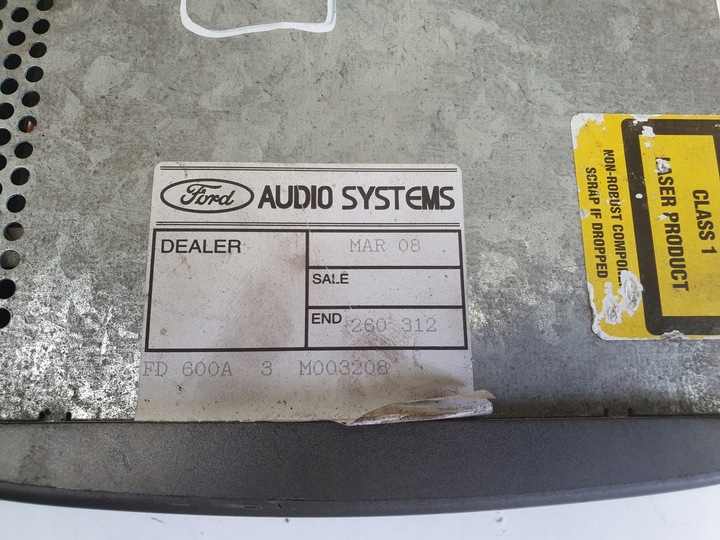 Ford AUDIO SYSTEMS
DEALER
MAR 08
SALE
END 260 312
FD 600A 3 M003208
CLASS 1
LASER PRODUCT
NON-ROBUST
SCRAP IF DROPPED